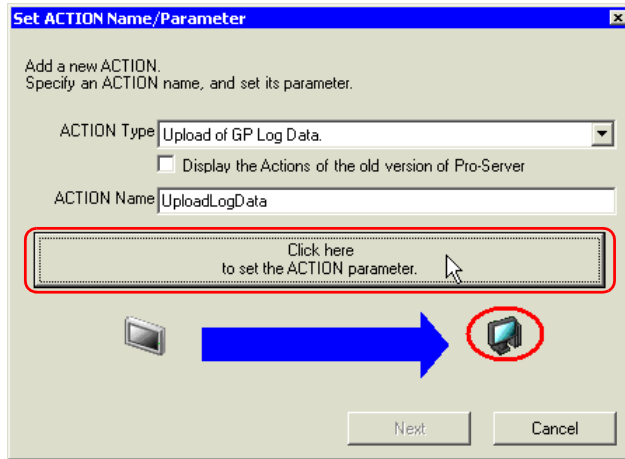 Set ACTION Name/Parameter
Add a new ACTION.
Specify an ACTION name, and set its parameter.
ACTION Type Upload of GP Log Data.
Display the Actions of the old version of Pro-Server
ACTION Name UploadLogData
Click here
to set the ACTION parameter.
Next Cancel